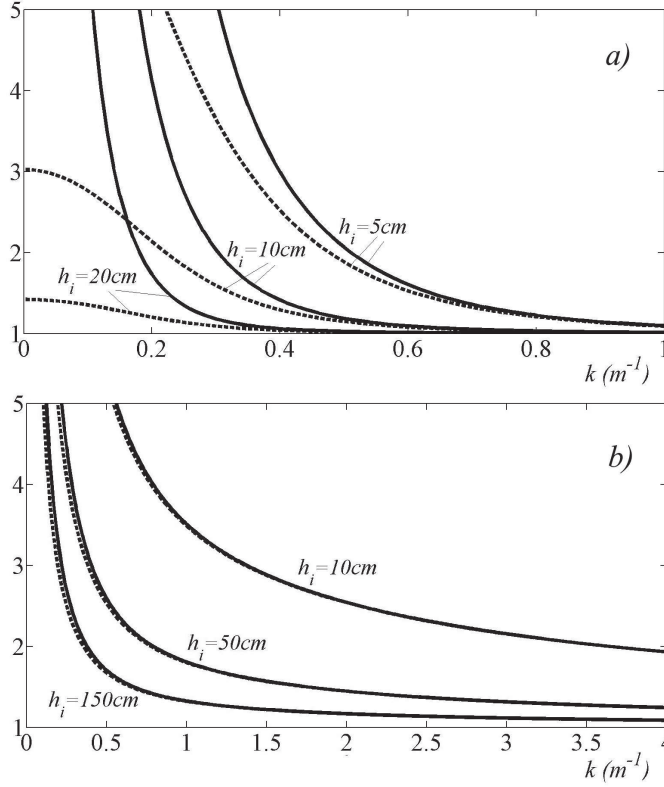 5
a)
4
3
2
h_i=5cm
h_i=10cm
h_i=20cm
1
0 0.2 0.4 0.6 0.8 1
k (m^{-1})
5
b)
4
3
h_i=10cm
2
h_i=50cm
h_i=150cm
1
0 0.5 1 1.5 2 2.5 3 3.5 4
k (m^{-1})